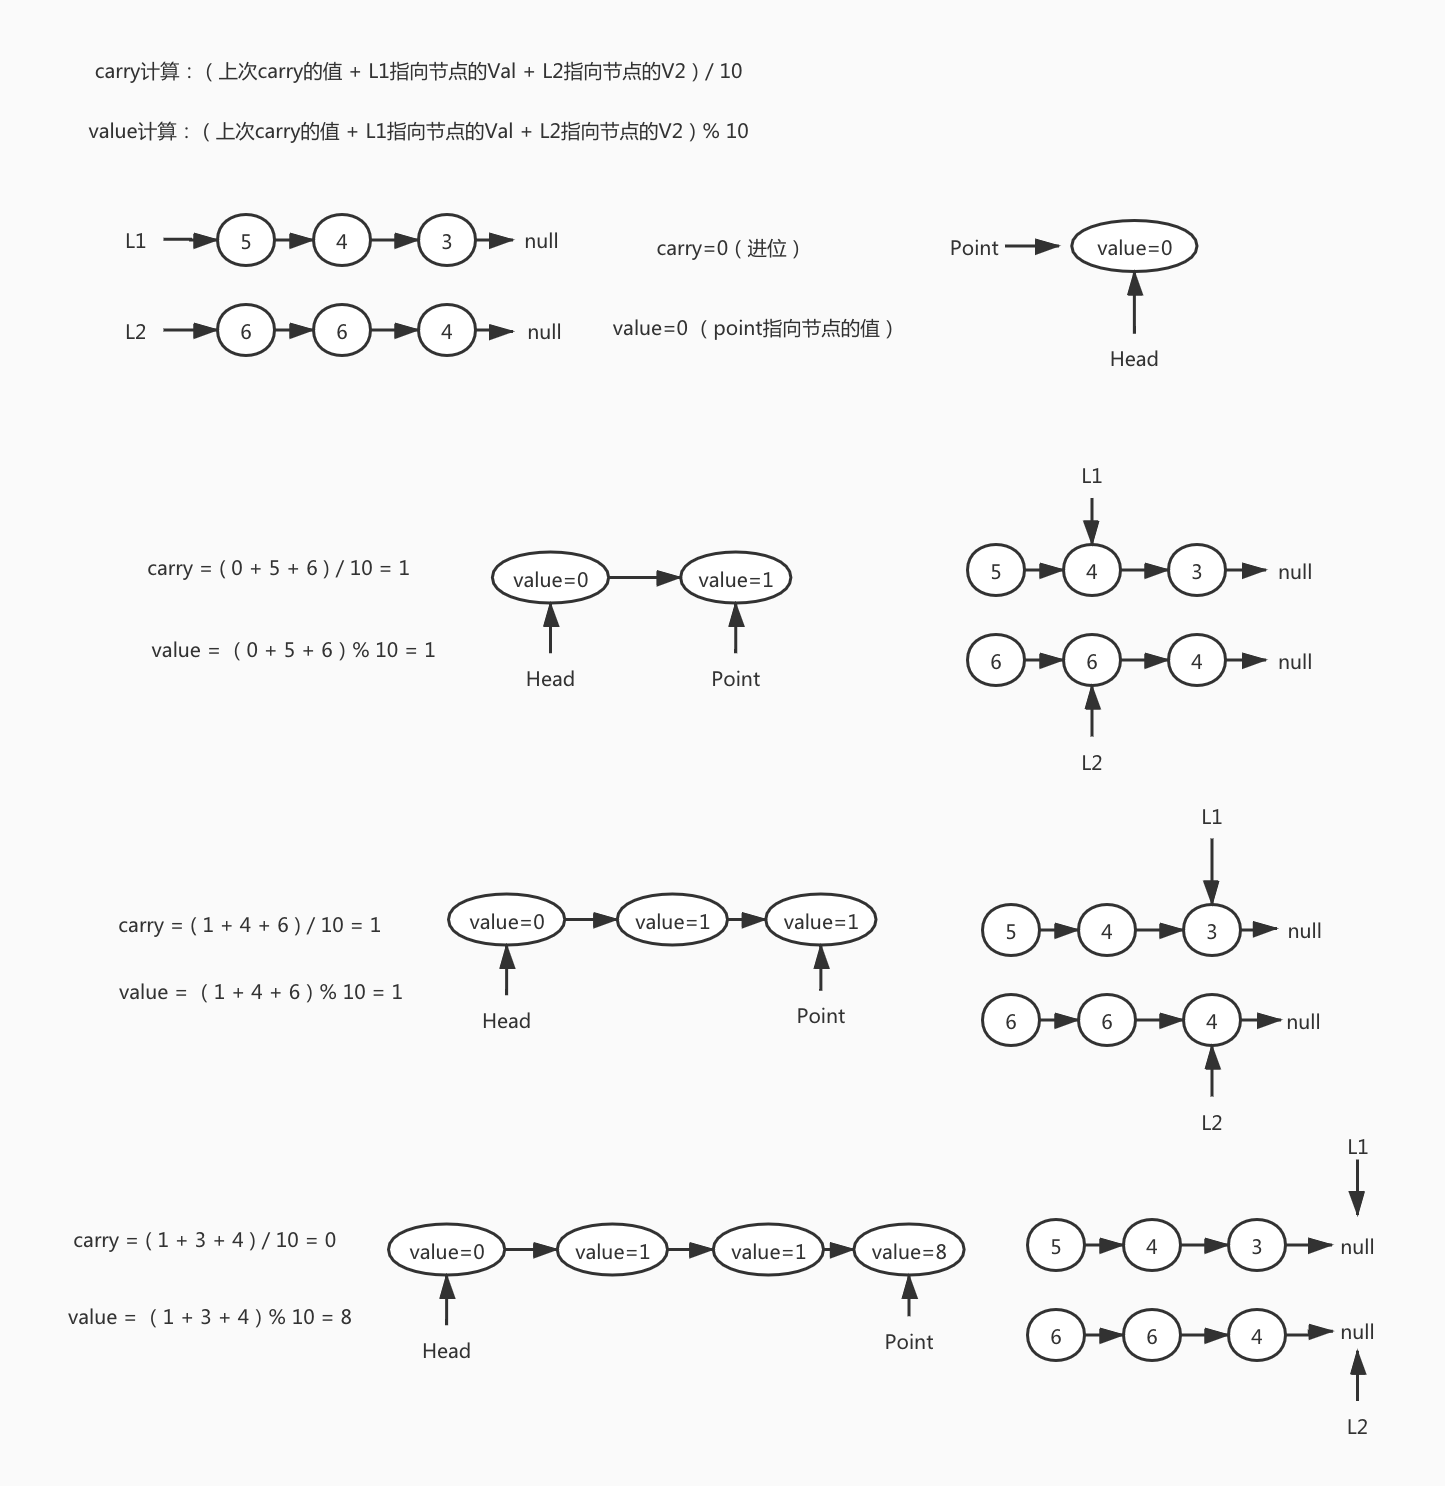 carry计算：（上次carry的值 + L1指向节点的Val + L2指向节点的V2）/ 10
value计算：（上次carry的值 + L1指向节点的Val + L2指向节点的V2）% 10
L1 5 4 3 null
carry=0（进位）
Point value=0
L2 6 6 4 null
value=0 （point指向节点的值）
Head
L1
carry =（0 + 5 + 6）/ 10 = 1
value=0 value=1
5 4 3 null
value = （0 + 5 + 6）% 10 = 1
Head Point
6 6 4 null
L2
L1
carry =（1 + 4 + 6）/ 10 = 1
value=0 value=1 value=1
5 4 3 null
value = （1 + 4 + 6）% 10 = 1
Head Point
6 6 4 null
L2
L1
carry =（1 + 3 + 4）/ 10 = 0
value=0 value=1 value=1 value=8
5 4 3 null
value = （1 + 3 + 4）% 10 = 8
Head Point
6 6 4 null
L2